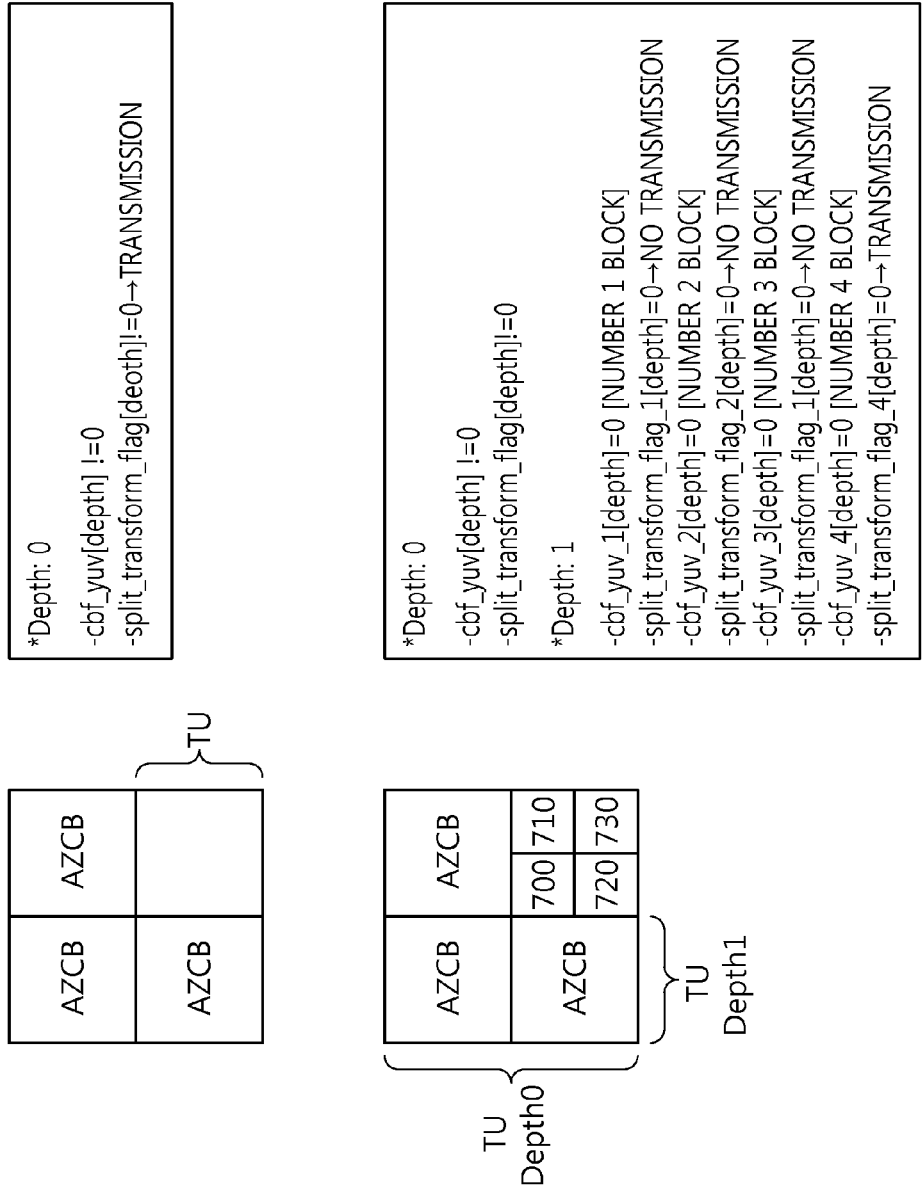 AZCB
AZCB
AZCB
TU
*Depth: 0
-cbf_yuv[depth] !=0
-split_transform_flag[deoth]!=0→TRANSMISSION
TU
Depth0
AZCB
AZCB
AZCB
700
710
720
730
TU
Depth1
*Depth: 0
-cbf_yuv[depth] !=0
-split_transform_flag[depth]!=0
*Depth: 1
-cbf_yuv_1[depth]=0 [NUMBER 1 BLOCK]
-split_transform_flag_1[depth]=0→NO TRANSMISSION
-cbf_yuv_2[depth]=0 [NUMBER 2 BLOCK]
-split_transform_flag_2[depth]=0→NO TRANSMISSION
-cbf_yuv_3[depth]=0 [NUMBER 3 BLOCK]
-split_transform_flag_1[depth]=0→NO TRANSMISSION
-cbf_yuv_4[depth]=0 [NUMBER 4 BLOCK]
-split_transform_flag_4[depth]=0→TRANSMISSION